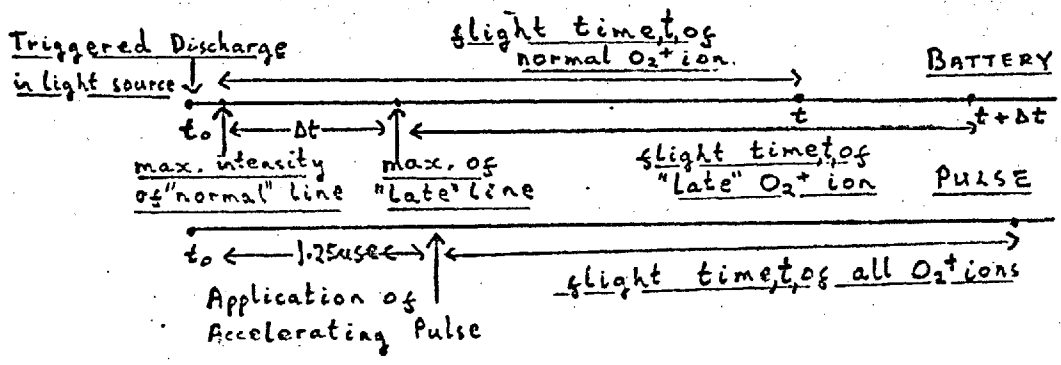 flight time,t,of
normal O₂⁺ ion.
Triggered Discharge
in light source
BATTERY
t₀
Δt
t
t + Δt
max. intensity
of "normal" line
max. of
"late" line
flight time,t,of
"late" O₂⁺ ion
PULSE
t₀
1.25µsec
flight time,t,of all O₂⁺ ions
Application of
Accelerating Pulse